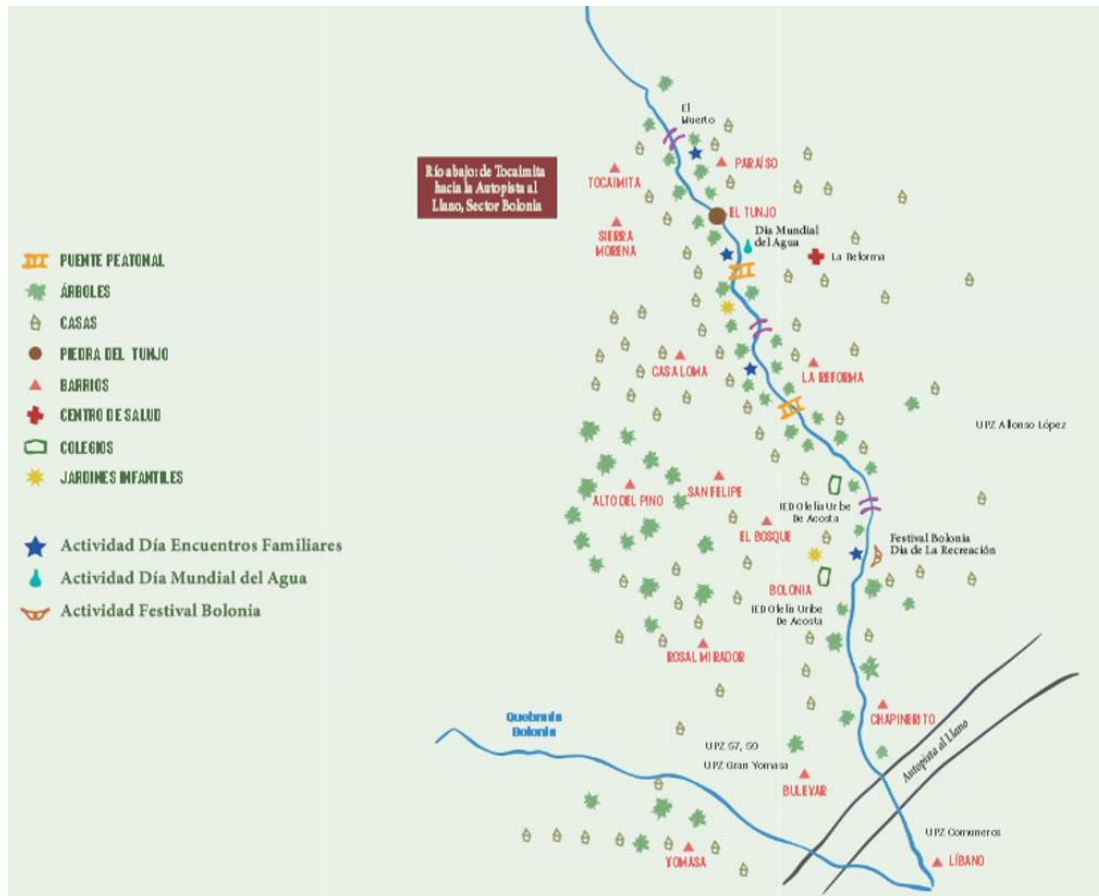 El
Muerto
PARAÍSO
Río abajo: de Tocaimita
hacia la Autopista al
Llano, Sector Bolonia
TOCAIMITA
EL TUNJO
SIERRA
MORENA
Día Mundial
del Agua
La Reforma
PUENTE PEATONAL
ÁRBOLES
CASAS
PIEDRA DEL TUNJO
BARRIOS
CENTRO DE SALUD
COLEGIOS
JARDINES INFANTILES
Actividad Día Encuentros Familiares
Actividad Día Mundial del Agua
Actividad Festival Bolonia
CASA LOMA
LA REFORMA
UPZ Alfonso López
ALTO DEL PINO
SAN FELIPE
IED Ofelia Uribe
De Acosta
EL BOSQUE
Festival Bolonia
Día de La Recreación
BOLONIA
IED Ofelia Uribe
De Acosta
ROSAL MIRADOR
CHAPINERITO
Quebrada
Bolonia
UPZ Gran Yomasa
BULEVAR
Autopista al Llano
UPZ Comuneros
YOMASA
LÍBANO